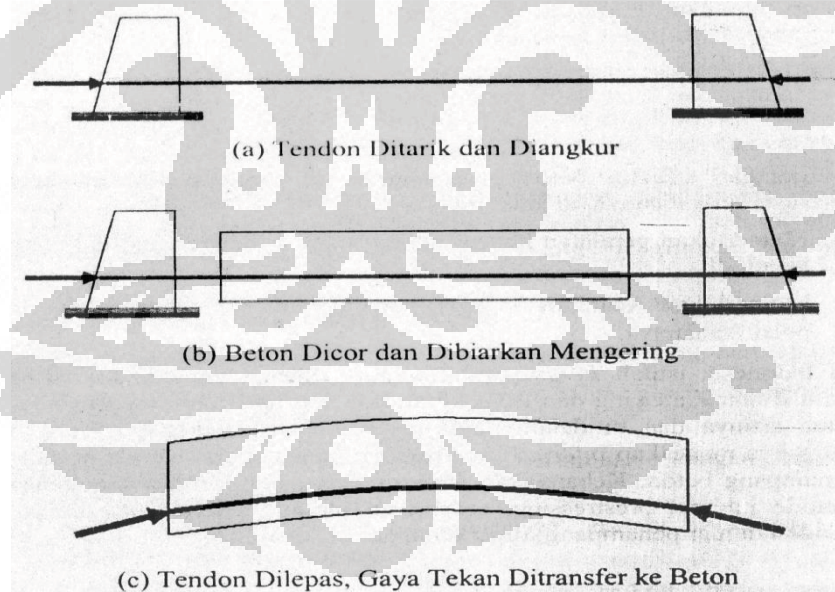 (a) Tendon Ditarik dan Diangkur
(b) Beton Dicor dan Dibiarkan Mengering
(c) Tendon Dilepas, Gaya Tekan Ditransfer ke Beton